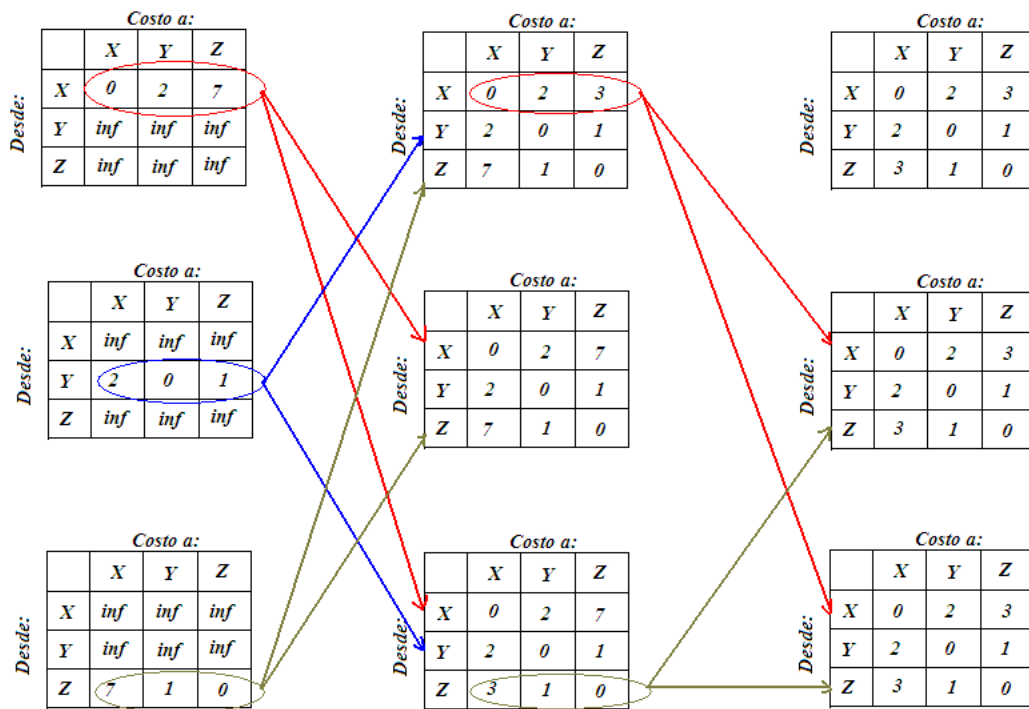 Costo a:
X Y Z
X 0 2 7
Y inf inf inf
Z inf inf inf
Desde:
Costo a:
X Y Z
X 0 2 3
Y 2 0 1
Z 7 1 0
Desde:
Costo a:
X Y Z
X 0 2 3
Y 2 0 1
Z 3 1 0
Desde:
Costo a:
X Y Z
X inf inf inf
Y 2 0 1
Z inf inf inf
Desde:
Costo a:
X Y Z
X 0 2 7
Y 2 0 1
Z 7 1 0
Desde:
Costo a:
X Y Z
X 0 2 3
Y 2 0 1
Z 3 1 0
Desde:
Costo a:
X Y Z
X inf inf inf
Y inf inf inf
Z 7 1 0
Desde:
Costo a:
X Y Z
X 0 2 7
Y 2 0 1
Z 3 1 0
Desde:
Costo a:
X Y Z
X 0 2 3
Y 2 0 1
Z 3 1 0
Desde: